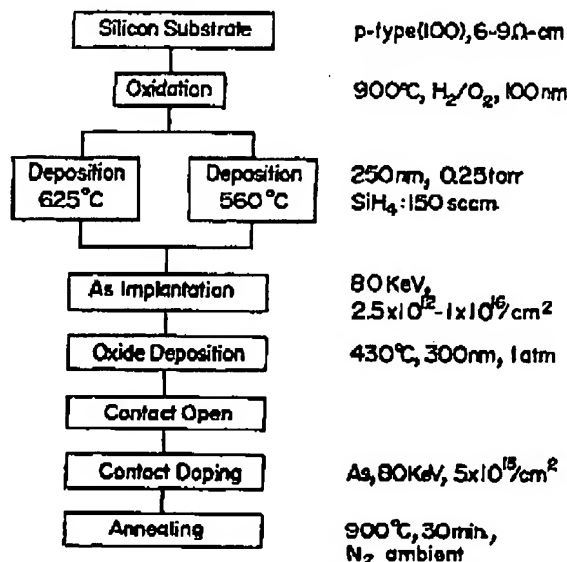 Silicon Substrate
p-type(100), 6-9Ω-cm
Oxidation
900°C, H₂/O₂, 100nm
Deposition
625°C
Deposition
560°C
250nm, 0.25torr
SiH₄:150 sccm
As Implantation
80KeV,
2.5x10¹²-1x10¹⁶/cm²
Oxide Deposition
430°C, 300nm, 1atm
Contact Open
Contact Doping
As, 80KeV, 5x10¹⁵/cm²
Annealing
900°C, 30min.,
N₂ ambient